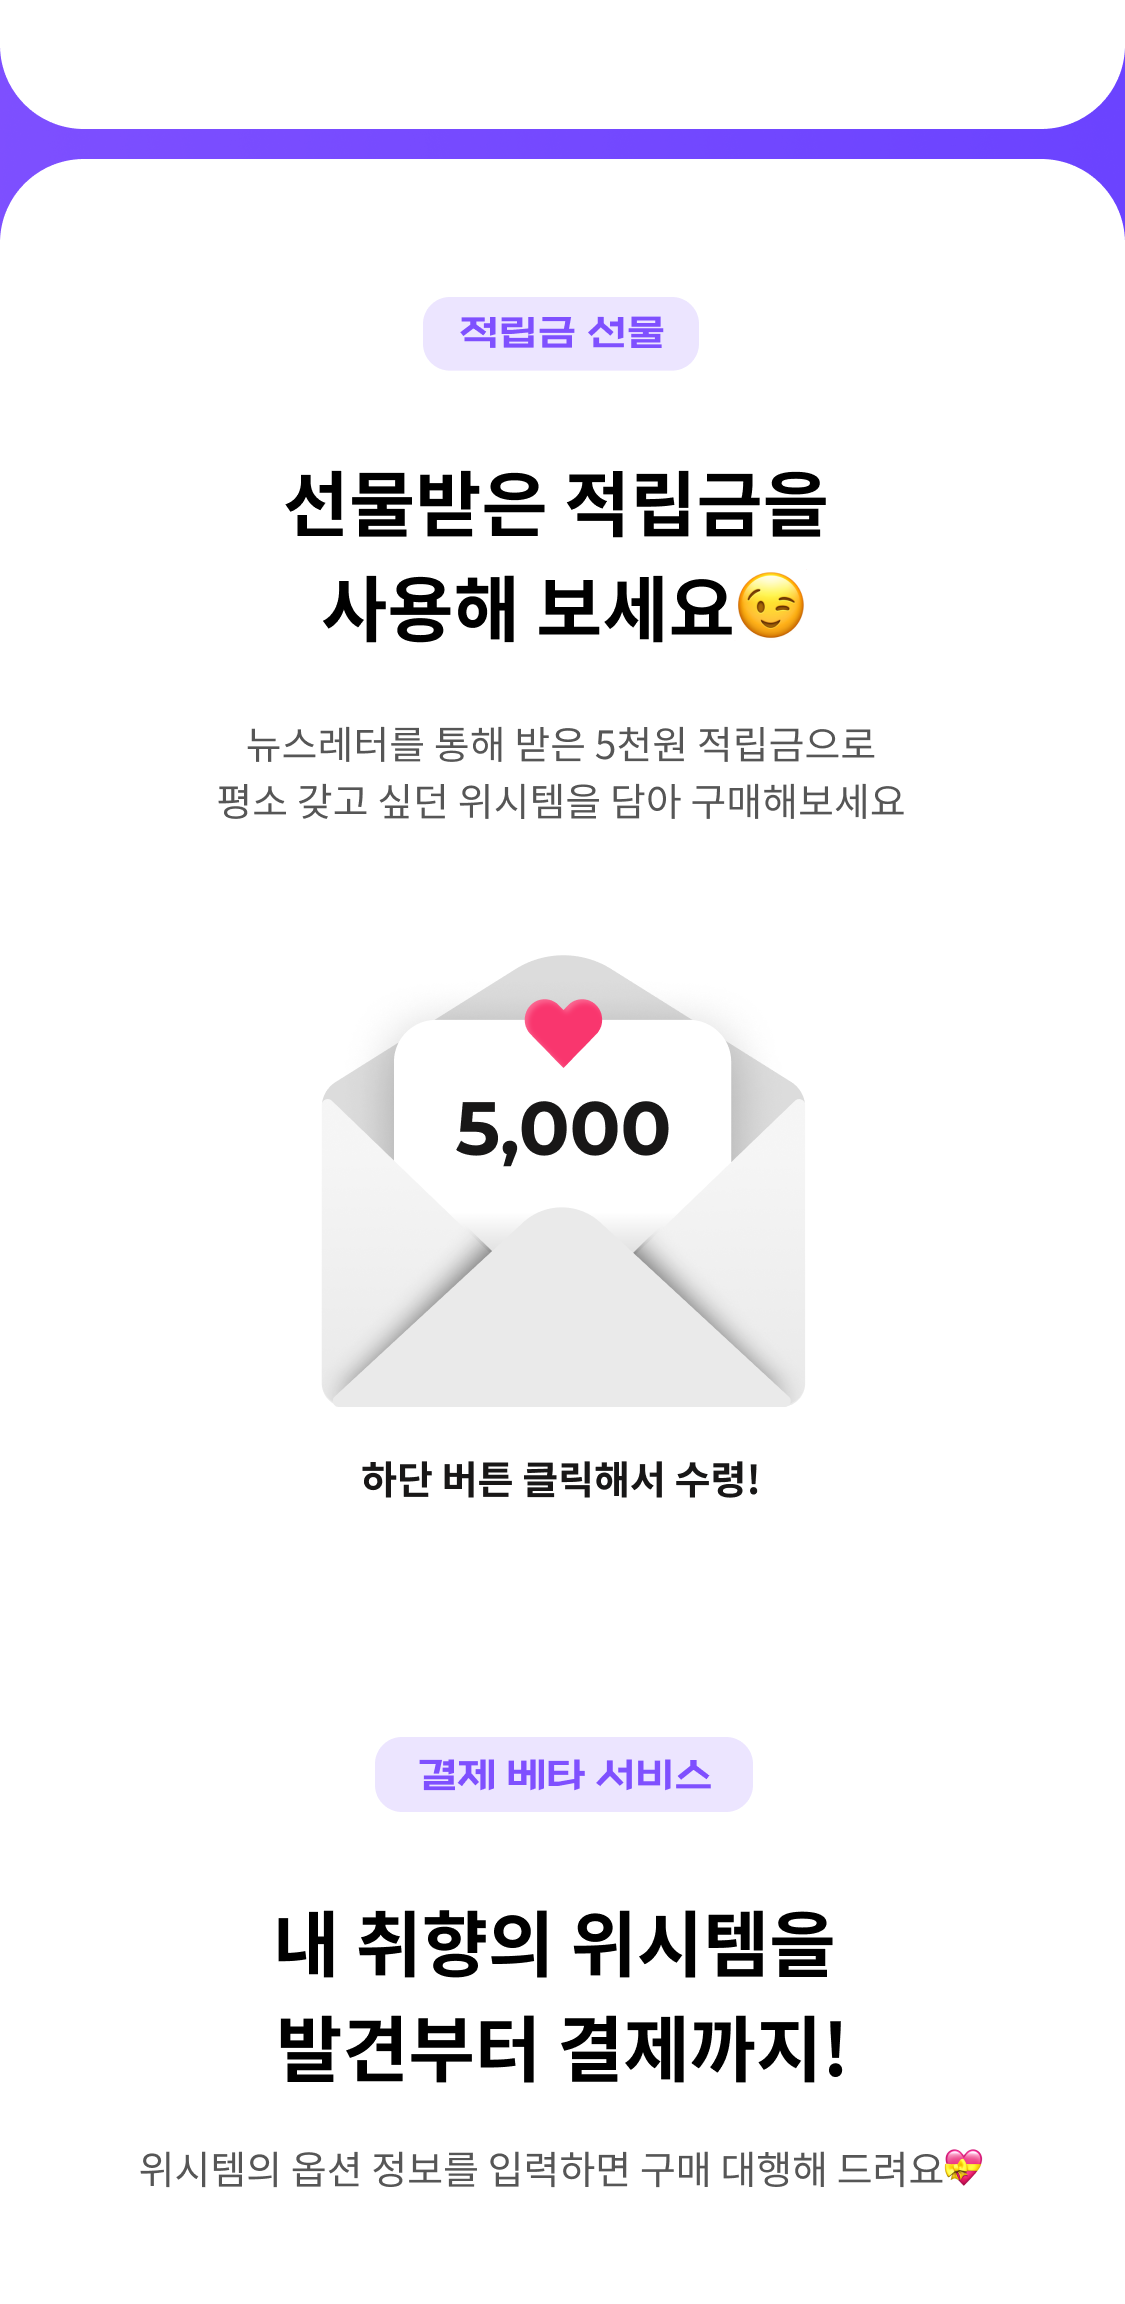 적립금 선물
선물받은 적립금을
사용해 보세요😉
뉴스레터를 통해 받은 5천원 적립금으로
평소 갖고 싶던 위시템을 담아 구매해보세요
5,000
하단 버튼 클릭해서 수령!
결제 베타 서비스
내 취향의 위시템을
발견부터 결제까지!
위시템의 옵션 정보를 입력하면 구매 대행해 드려요💝